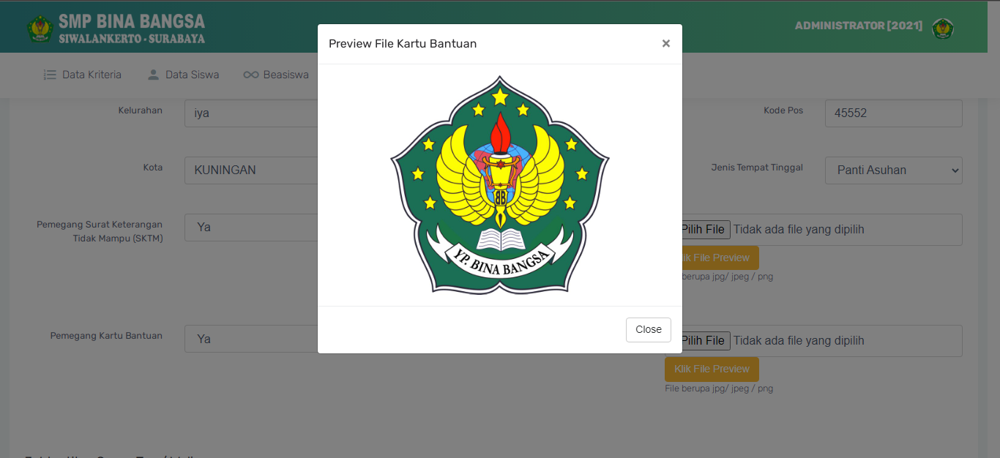 SMP BINA BANGSA
SIWALANKERTO - SURABAYA
ADMINISTRATOR [2021]
Data Kriteria
Data Siswa
Beasiswa
Preview File Kartu Bantuan
×
BB
YP. BINA BANGSA
Close
Kelurahan
iya
Kode Pos
45552
Kota
KUNINGAN
Jenis Tempat Tinggal
Panti Asuhan
Pemegang Surat Keterangan
Tidak Mampu (SKTM)
Ya
Pilih File
Tidak ada file yang dipilih
File Preview
berupa jpg/ jpeg / png
Pemegang Kartu Bantuan
Ya
Pilih File
Tidak ada file yang dipilih
Klik File Preview
File berupa jpg/ jpeg / png